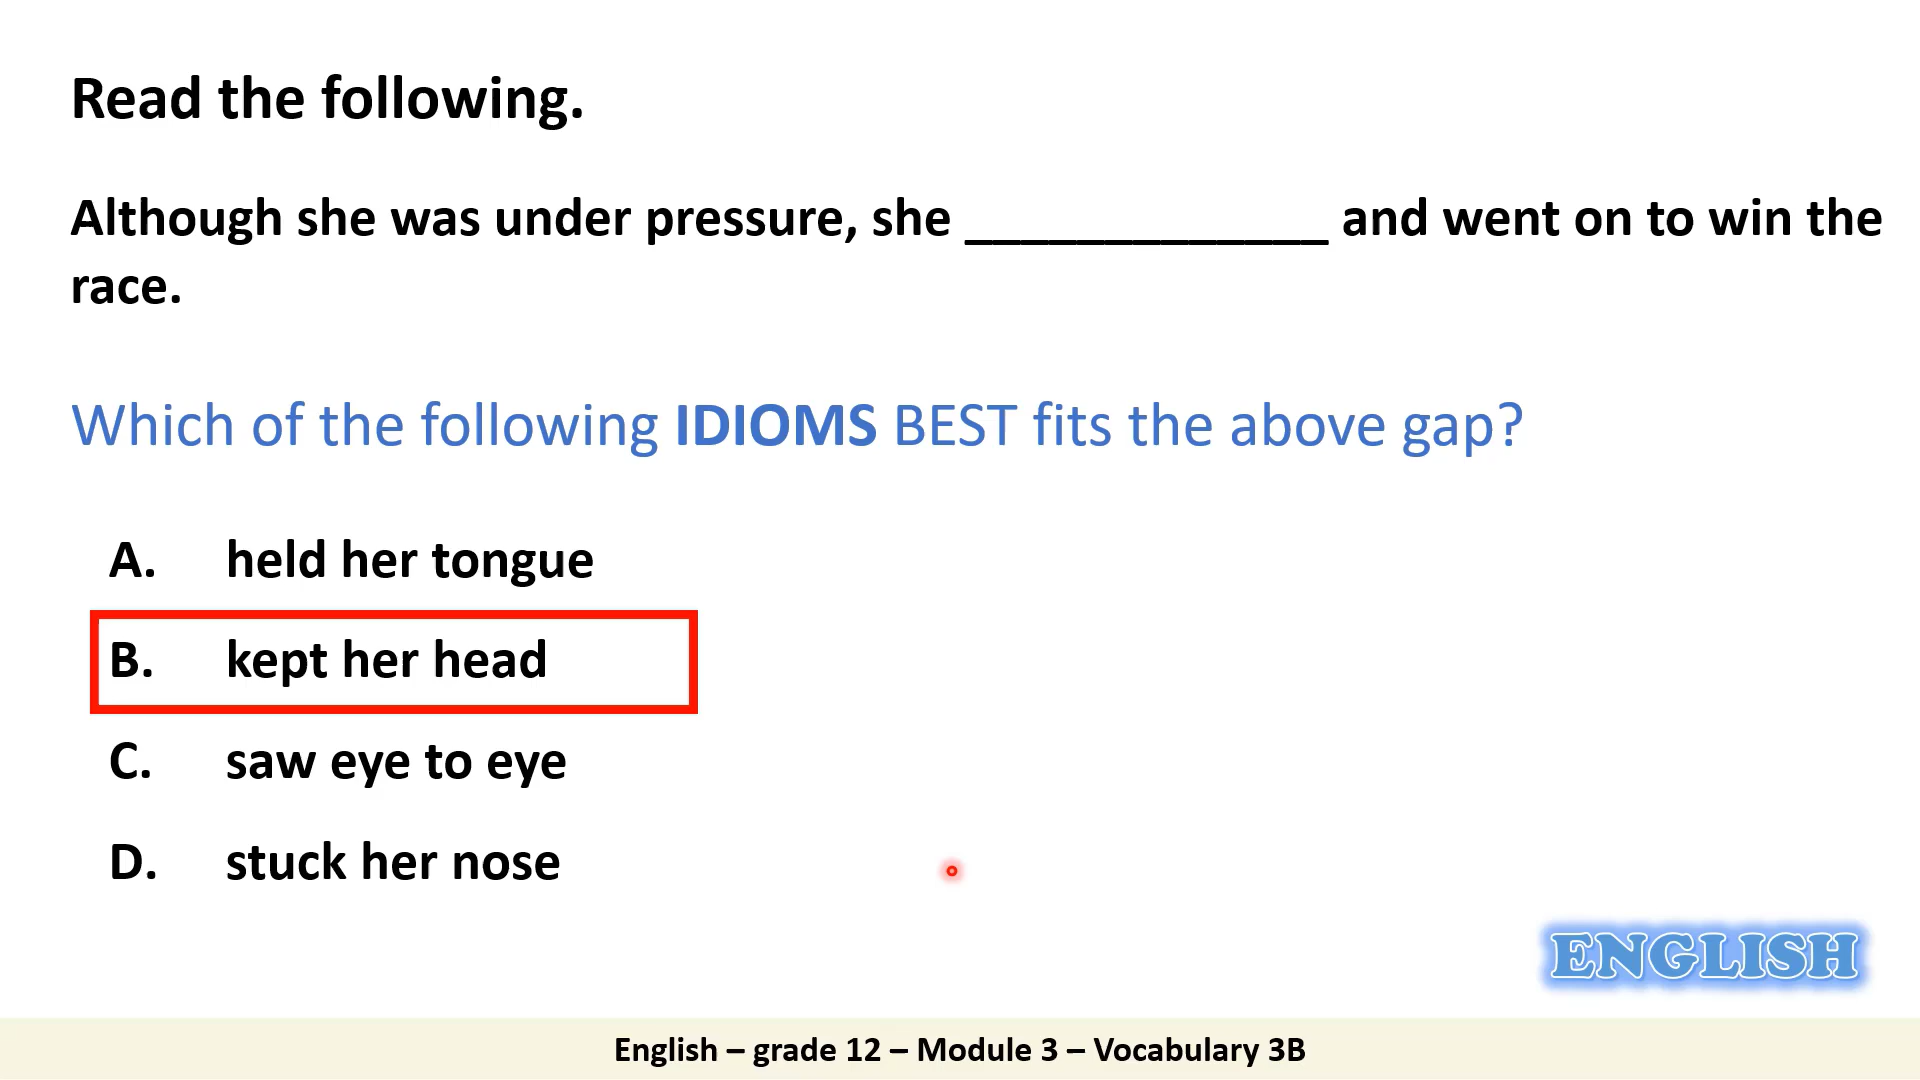 Read the following.
Although she was under pressure, she _____________ and went on to win the
race.
Which of the following IDIOMS BEST fits the above gap?
A. held her tongue
B. kept her head
C. saw eye to eye
D. stuck her nose
ENGLISH
English – grade 12 – Module 3 – Vocabulary 3B